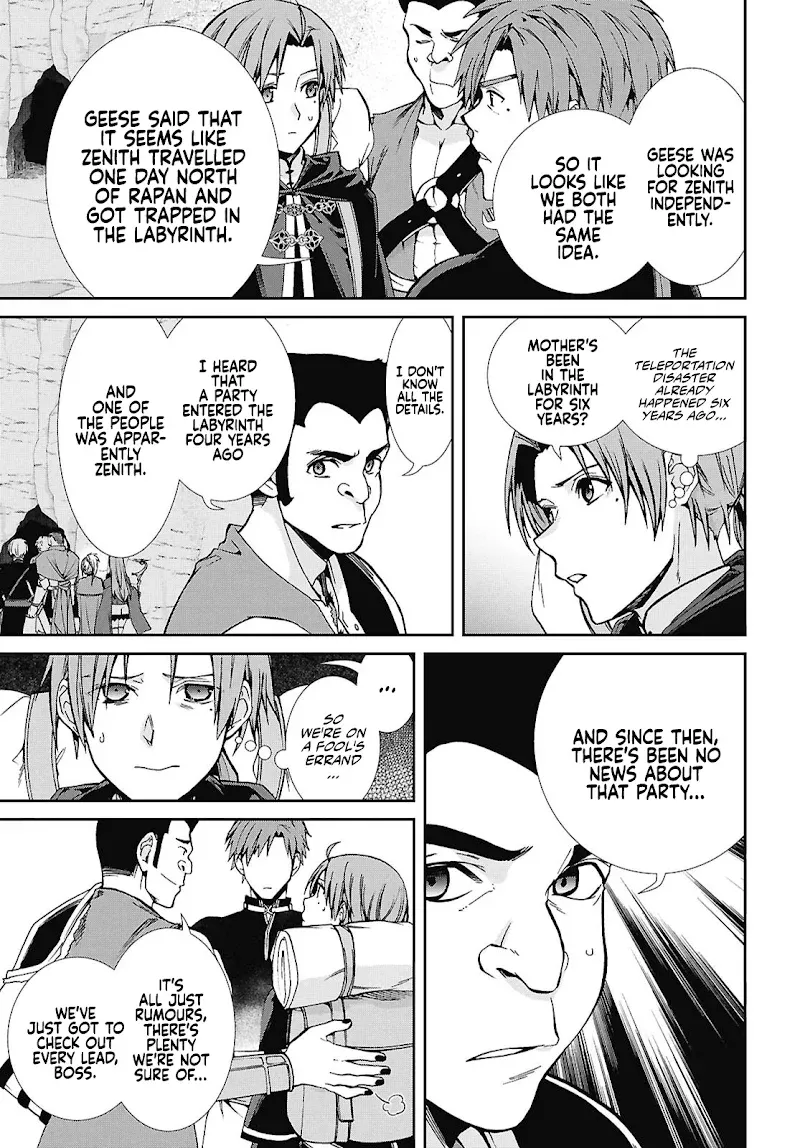 GEESE WAS
LOOKING
FOR ZENITH
INDEPEND-
ENTLY.
SO IT
LOOKS LIKE
WE BOTH
HAD THE
SAME
IDEA.
GEESE SAID THAT
IT SEEMS LIKE
ZENITH TRAVELLED
ONE DAY NORTH
OF RAPAN AND
GOT TRAPPED IN
THE LABYRINTH.
THE
TELEPORTATION
DISASTER
ALREADY
HAPPENED SIX
YEARS AGO...
MOTHER'S
BEEN
IN THE
LABYRINTH
FOR SIX
YEARS?
I DON'T
KNOW
ALL THE
DETAILS.
I HEARD
THAT
A PARTY
ENTERED THE
LABYRINTH
FOUR YEARS
AGO
AND
ONE OF
THE PEOPLE
WAS APPAR-
ENTLY
ZENITH.
AND SINCE THEN,
THERE'S BEEN NO
NEWS ABOUT
THAT PARTY...
...
SO
WE'RE ON
A FOOL'S
ERRAND
...
IT'S
ALL JUST
RUMOURS,
THERE'S
PLENTY
WE'RE NOT
SURE OF...
WE'VE
JUST GOT TO
CHECK OUT
EVERY LEAD,
BOSS.